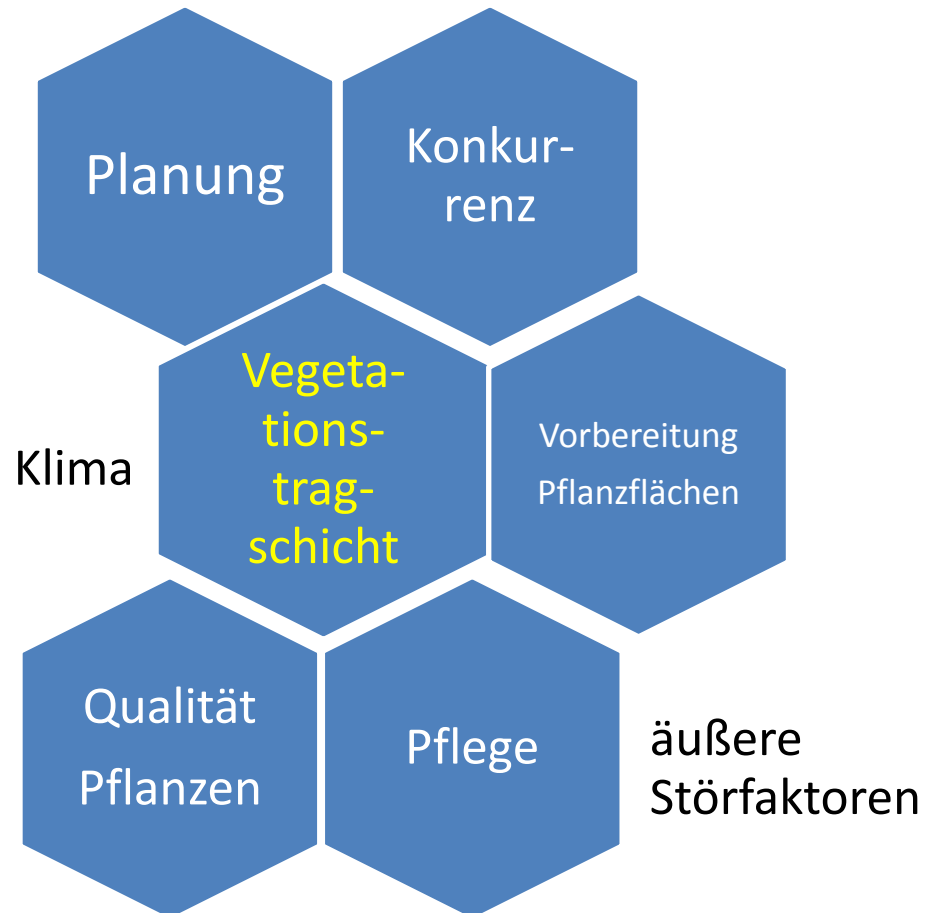 Planung
Konkur-
renz
Vegeta-
tions-
trag-
schicht
Klima
Vorbereitung
Pflanzflächen
Qualität
Pflanzen
Pflege
äußere
Störfaktoren